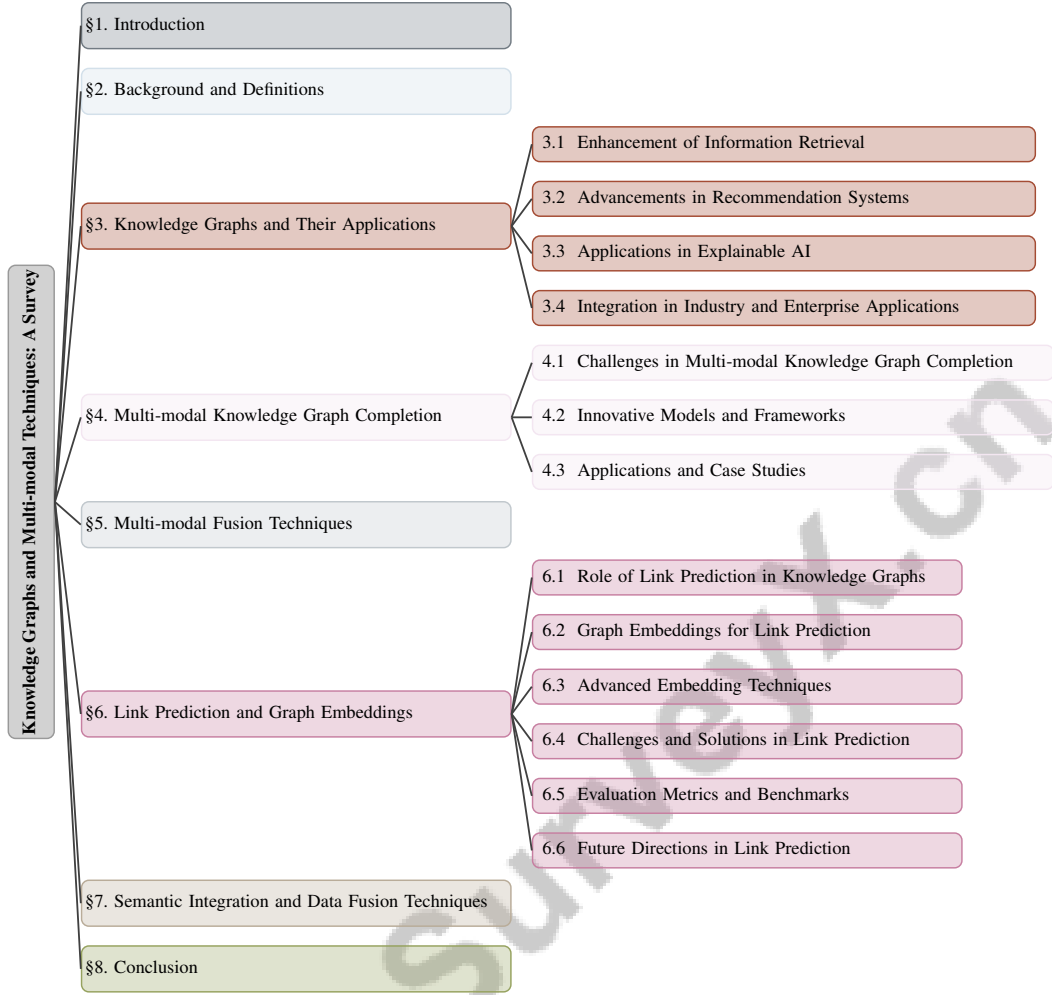 Knowledge Graphs and Multi-modal Techniques: A Survey
§1. Introduction
§2. Background and Definitions
§3. Knowledge Graphs and Their Applications
3.1 Enhancement of Information Retrieval
3.2 Advancements in Recommendation Systems
3.3 Applications in Explainable AI
3.4 Integration in Industry and Enterprise Applications
§4. Multi-modal Knowledge Graph Completion
4.1 Challenges in Multi-modal Knowledge Graph Completion
4.2 Innovative Models and Frameworks
4.3 Applications and Case Studies
§5. Multi-modal Fusion Techniques
§6. Link Prediction and Graph Embeddings
6.1 Role of Link Prediction in Knowledge Graphs
6.2 Graph Embeddings for Link Prediction
6.3 Advanced Embedding Techniques
6.4 Challenges and Solutions in Link Prediction
6.5 Evaluation Metrics and Benchmarks
6.6 Future Directions in Link Prediction
§7. Semantic Integration and Data Fusion Techniques
§8. Conclusion
Surveyx.cn